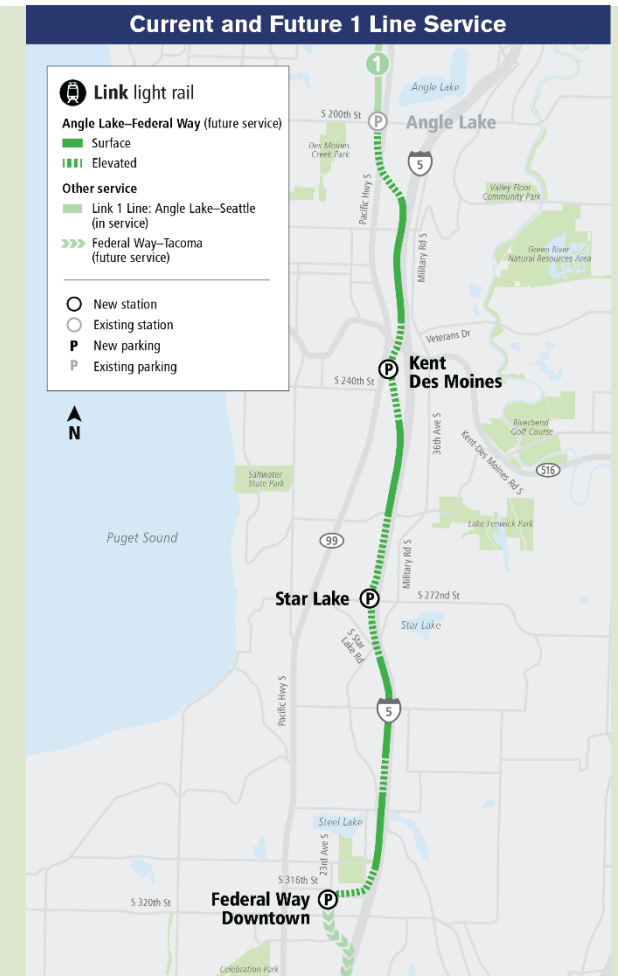 Current and Future 1 Line Service
Link light rail
Angle Lake–Federal Way (future service)
Surface
Elevated
Other service
Link 1 Line: Angle Lake–Seattle
(in service)
Federal Way–Tacoma
(future service)
New station
Existing station
P New parking
P Existing parking
N
1
Angle Lake
S 200th St
P
Angle Lake
Des Moines
Creek Park
5
Pacific Hwy S
Valley Floor
Community Park
Military Rd S
Green River
Natural Resources Area
Veterans Dr
P
Kent
Des Moines
S 240th St
36th Ave S
Riverbend
Golf Course
Kent-Des Moines Rd S
516
Saltwater
State Park
Lake Fenwick Park
Puget Sound
99
Military Rd S
Star Lake
P
S 272nd St
Star Lake
S Star
Lake Rd
Pacific Hwy S
5
Steel Lake
23rd Ave S
S 316th St
S 320th St
Federal Way
Downtown
P
Celebration Park